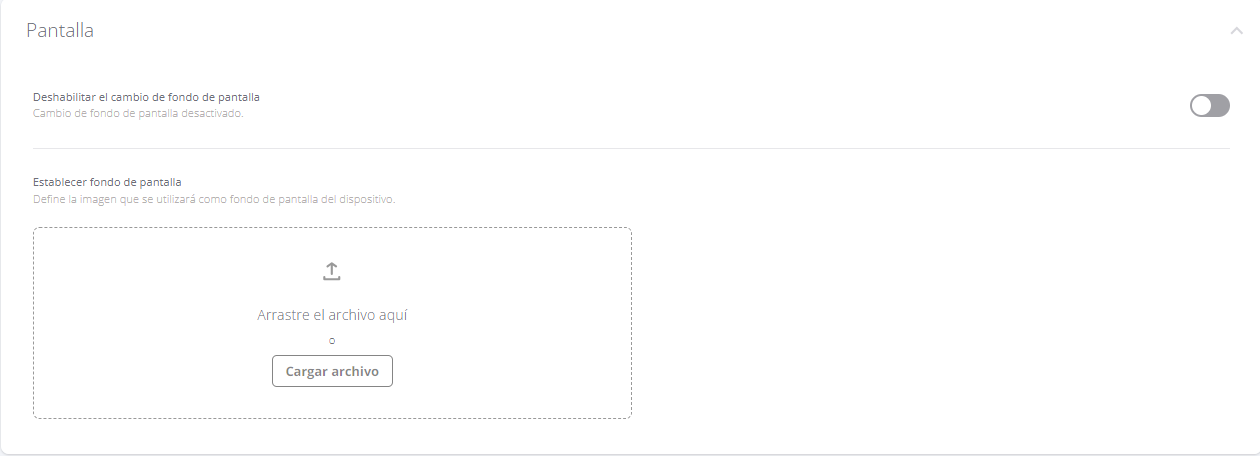 Pantalla
Deshabilitar el cambio de fondo de pantalla
Cambio de fondo de pantalla desactivado.
Establecer fondo de pantalla
Define la imagen que se utilizará como fondo de pantalla del dispositivo.
Arrastre el archivo aquí
o
Cargar archivo